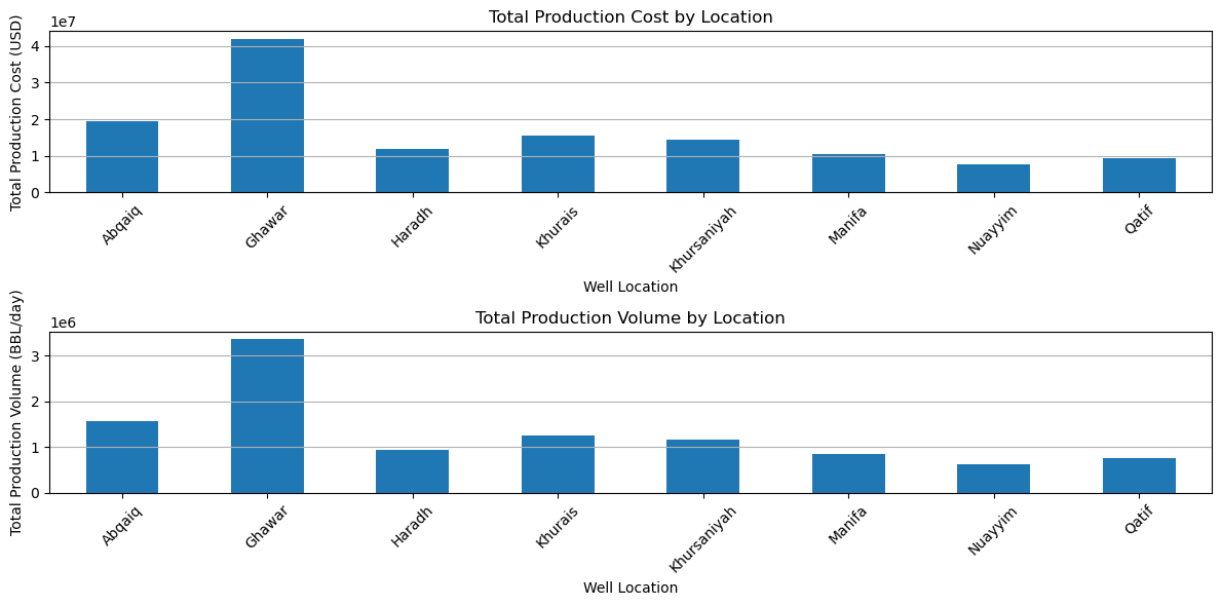 Total Production Cost by Location
1e7
Total Production Cost (USD)
4
3
2
1
0
Abqaiq
Ghawar
Haradh
Khurais
Khursaniyah
Manifa
Nuayyim
Qatif
Well Location
Total Production Volume by Location
1e6
Total Production Volume (BBL/day)
3
2
1
0
Abqaiq
Ghawar
Haradh
Khurais
Khursaniyah
Manifa
Nuayyim
Qatif
Well Location